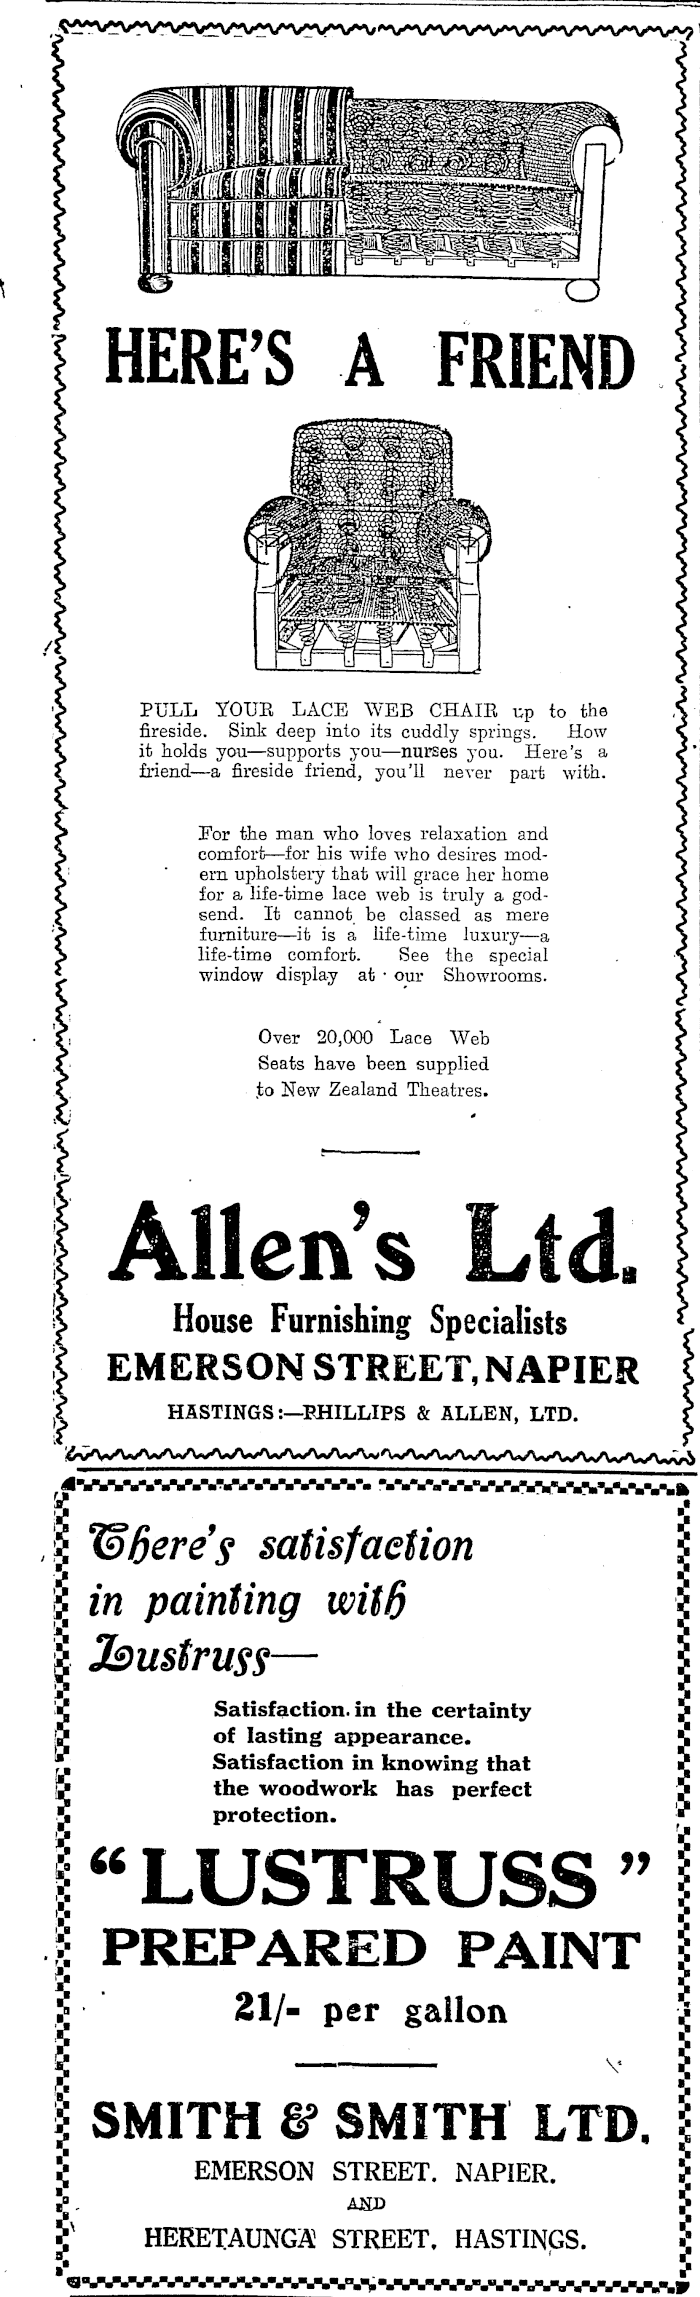 HERE'S A FRIEND
PULL YOUR LACE WEB CHAIR up to the
fireside. Sink deep into its cuddly springs. How
it holds you—supports you—nurses you. Here's a
friend—a fireside friend, you'll never part with.
For the man who loves relaxation and
comfort—for his wife who desires mod-
ern upholstery that will grace her home
for a life-time lace web is truly a god-
send. It cannot be classed as mere
furniture—it is a life-time luxury—a
life-time comfort. See the special
window display at our Showrooms.
Over 20,000 Lace Web
Seats have been supplied
to New Zealand Theatres.
Allen's Ltd.
House Furnishing Specialists
EMERSON STREET, NAPIER
HASTINGS:—PHILLIPS & ALLEN, LTD.
There's satisfaction
in painting with
Lustruss—
Satisfaction in the certainty
of lasting appearance.
Satisfaction in knowing that
the woodwork has perfect
protection.
"LUSTRUSS"
PREPARED PAINT
21/- per gallon
SMITH & SMITH LTD.
EMERSON STREET. NAPIER.
AND
HERETAUNGA STREET, HASTINGS.